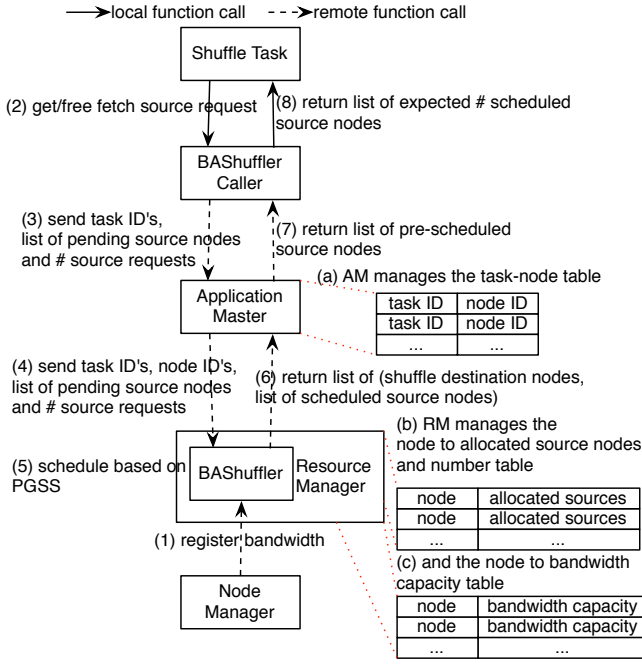 local function call
remote function call
Shuffle Task
(2) get/free fetch source request
(8) return list of expected # scheduled
source nodes
BAShuffler
Caller
(3) send task ID's,
list of pending source nodes
and # source requests
(7) return list of pre-scheduled
source nodes
(a) AM manages the task-node table
Application
Master
task ID node ID
task ID node ID
... ...
(4) send task ID's, node ID's,
list of pending source nodes
and # source requests
(6) return list of (shuffle destination nodes,
list of scheduled source nodes)
(b) RM manages the
node to allocated source nodes
and number table
(5) schedule based on
PGSS
BAShuffler
Resource
Manager
node allocated sources
node allocated sources
... ...
(1) register bandwidth
(c) and the node to bandwidth
capacity table
Node
Manager
node bandwidth capacity
node bandwidth capacity
... ...